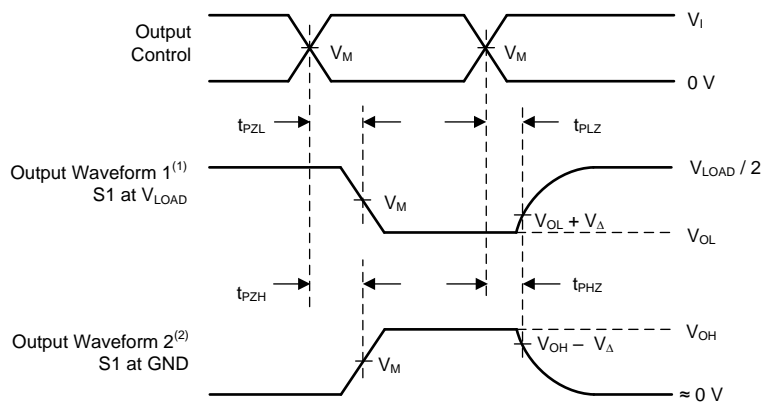 Output
Control
V_M
V_M
V_I
0 V
t_PZL
t_PLZ
Output Waveform 1(1)
S1 at V_LOAD
V_M
V_LOAD / 2
V_OL + V_Δ
V_OL
t_PZH
t_PHZ
Output Waveform 2(2)
S1 at GND
V_M
V_OH
V_OH – V_Δ
≈ 0 V